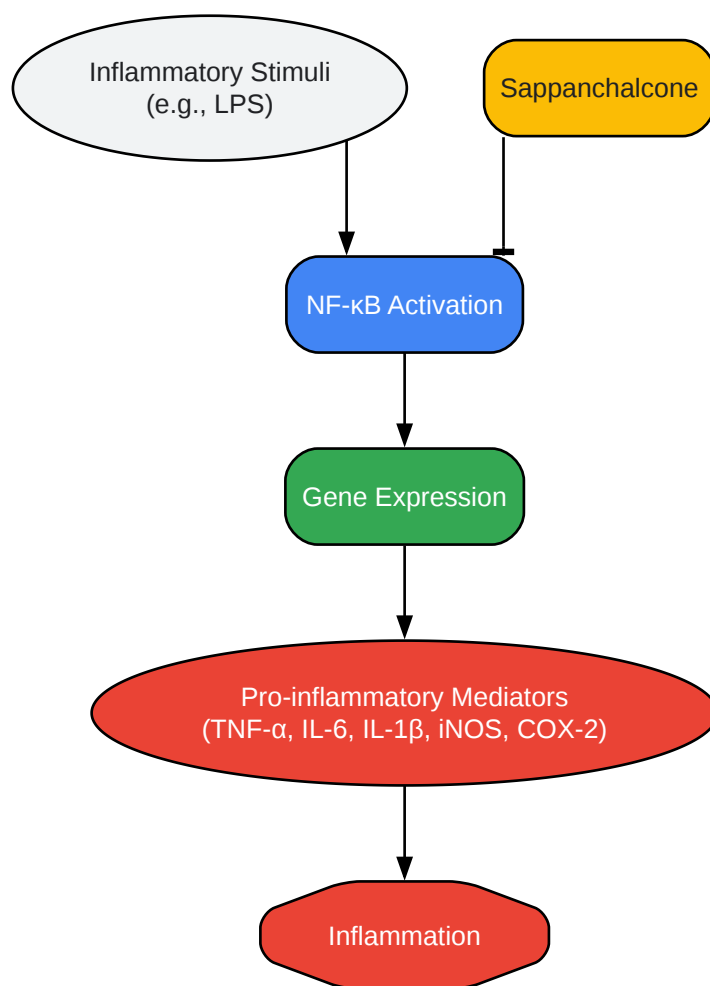 Inflammatory Stimuli
(e.g., LPS)
Sappanchalcone
NF-κB Activation
Gene Expression
Pro-inflammatory Mediators
(TNF-α, IL-6, IL-1β, iNOS, COX-2)
Inflammation